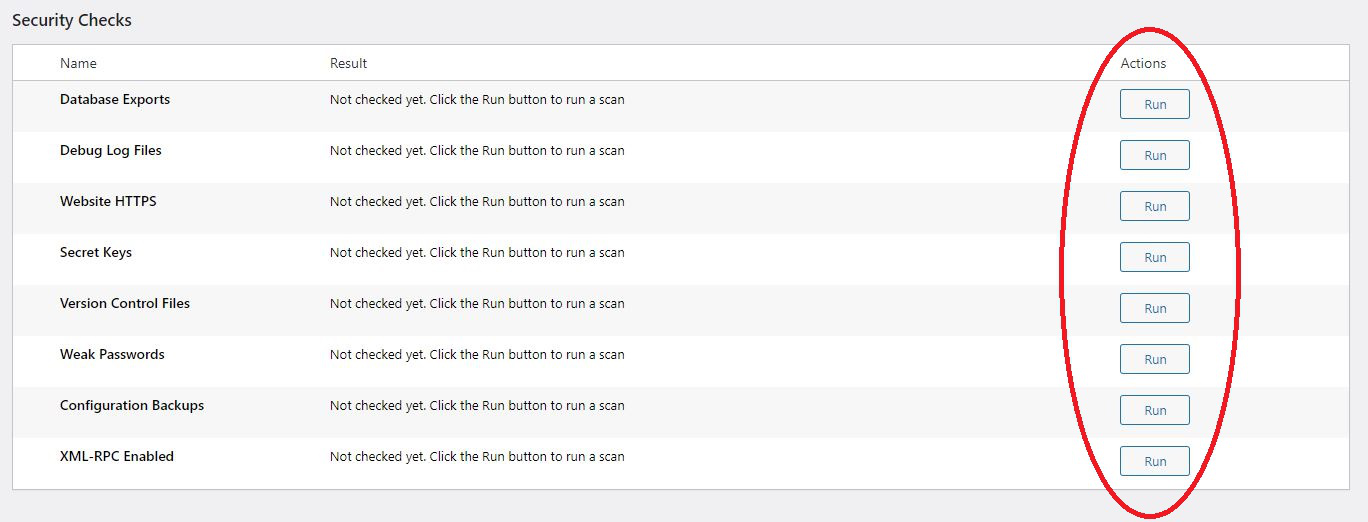 Security Checks
Name Result Actions
Database Exports Not checked yet. Click the Run button to run a scan Run
Debug Log Files Not checked yet. Click the Run button to run a scan Run
Website HTTPS Not checked yet. Click the Run button to run a scan Run
Secret Keys Not checked yet. Click the Run button to run a scan Run
Version Control Files Not checked yet. Click the Run button to run a scan Run
Weak Passwords Not checked yet. Click the Run button to run a scan Run
Configuration Backups Not checked yet. Click the Run button to run a scan Run
XML-RPC Enabled Not checked yet. Click the Run button to run a scan Run